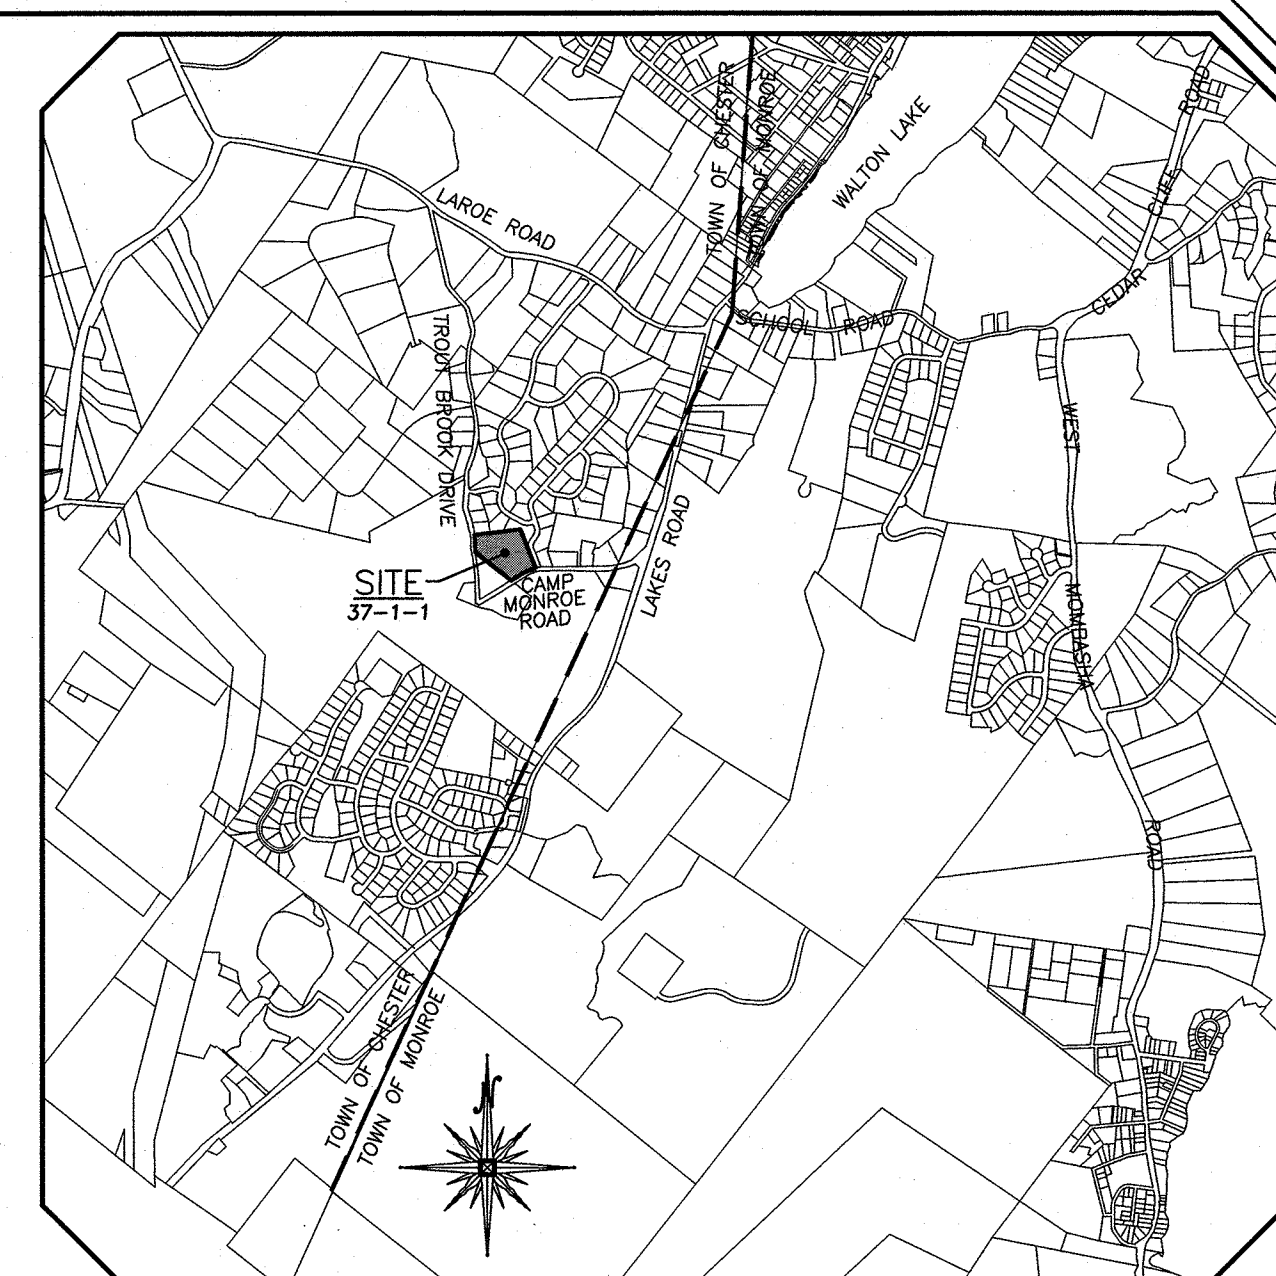 TOWN OF CHESTER
TOWN OF MONROE
WALTON LAKE
CLIFF ROAD
LAROE ROAD
CEDAR
SCHOOL ROAD
TROUT BROOK DRIVE
WEST
MOMBASHA
ROAD
LAKES ROAD
SITE
37-1-1
CAMP
MONROE
ROAD
TOWN OF CHESTER
TOWN OF MONROE
N